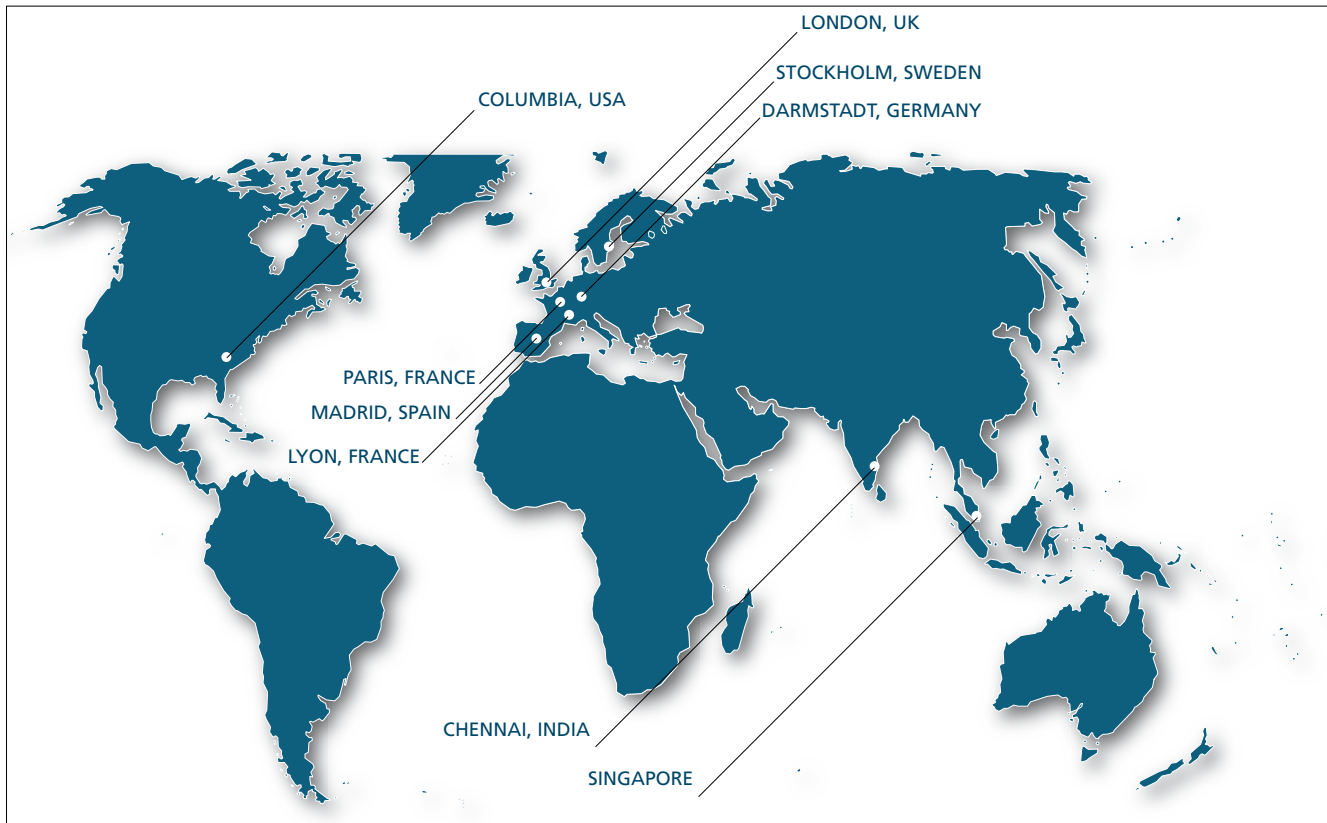 LONDON, UK
STOCKHOLM, SWEDEN
COLUMBIA, USA
DARMSTADT, GERMANY
PARIS, FRANCE
MADRID, SPAIN
LYON, FRANCE
CHENNAI, INDIA
SINGAPORE